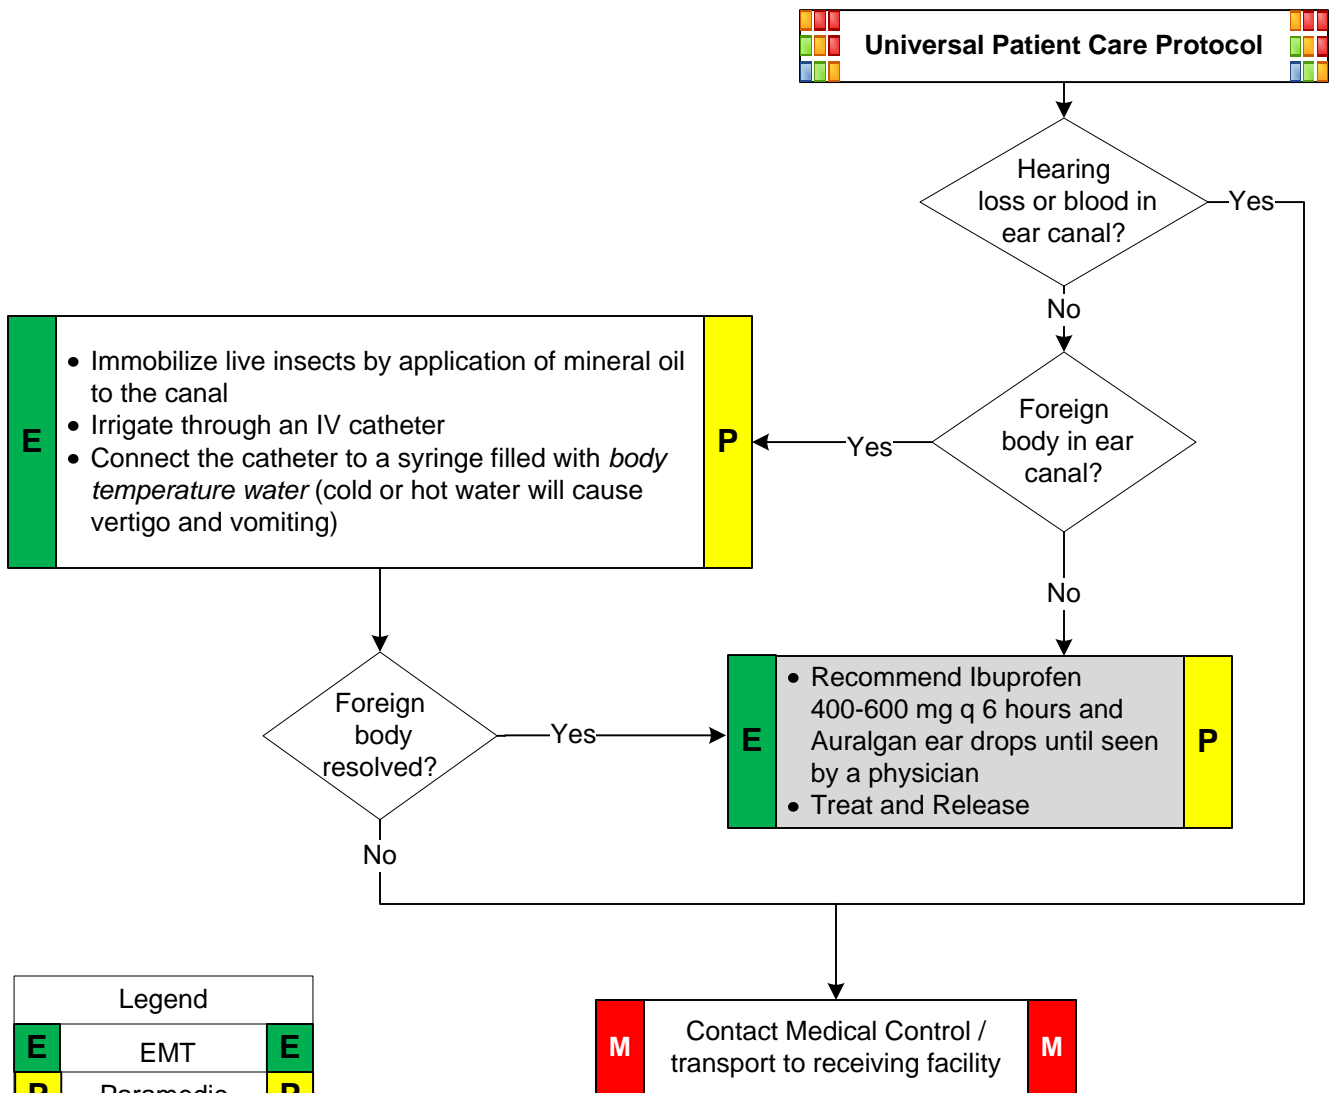 Universal Patient Care Protocol
Hearing
loss or blood in
ear canal?
Yes
No
• Immobilize live insects by application of mineral oil
to the canal
• Irrigate through an IV catheter
• Connect the catheter to a syringe filled with body
temperature water (cold or hot water will cause
vertigo and vomiting)
E
P
Yes
Foreign
body in ear
canal?
No
Foreign
body
resolved?
Yes
E
• Recommend Ibuprofen
400-600 mg q 6 hours and
Auralgan ear drops until seen
by a physician
• Treat and Release
P
No
Legend
E EMT E
P Paramedic P
M
Contact Medical Control /
transport to receiving facility
M